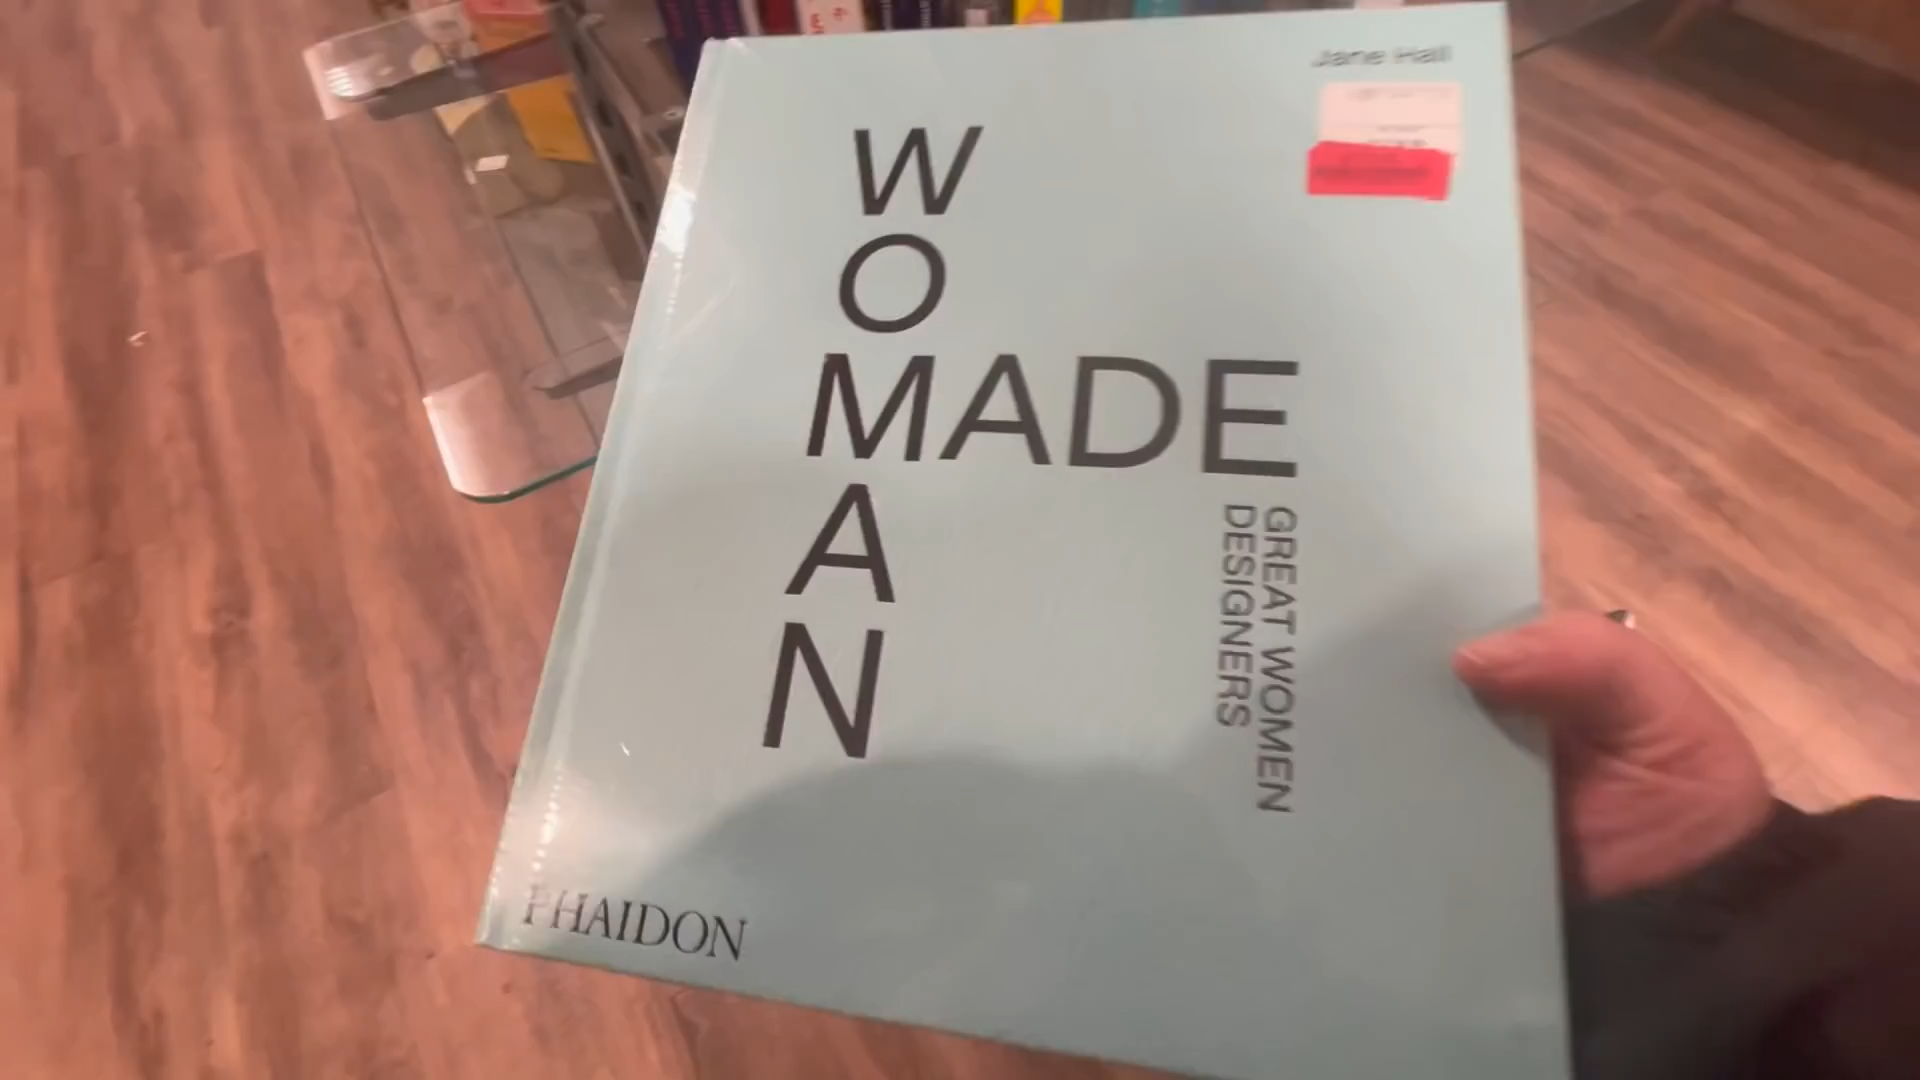 Jane Hall
WOMAN
MADE
GREAT WOMEN
DESIGNERS
PHAIDON